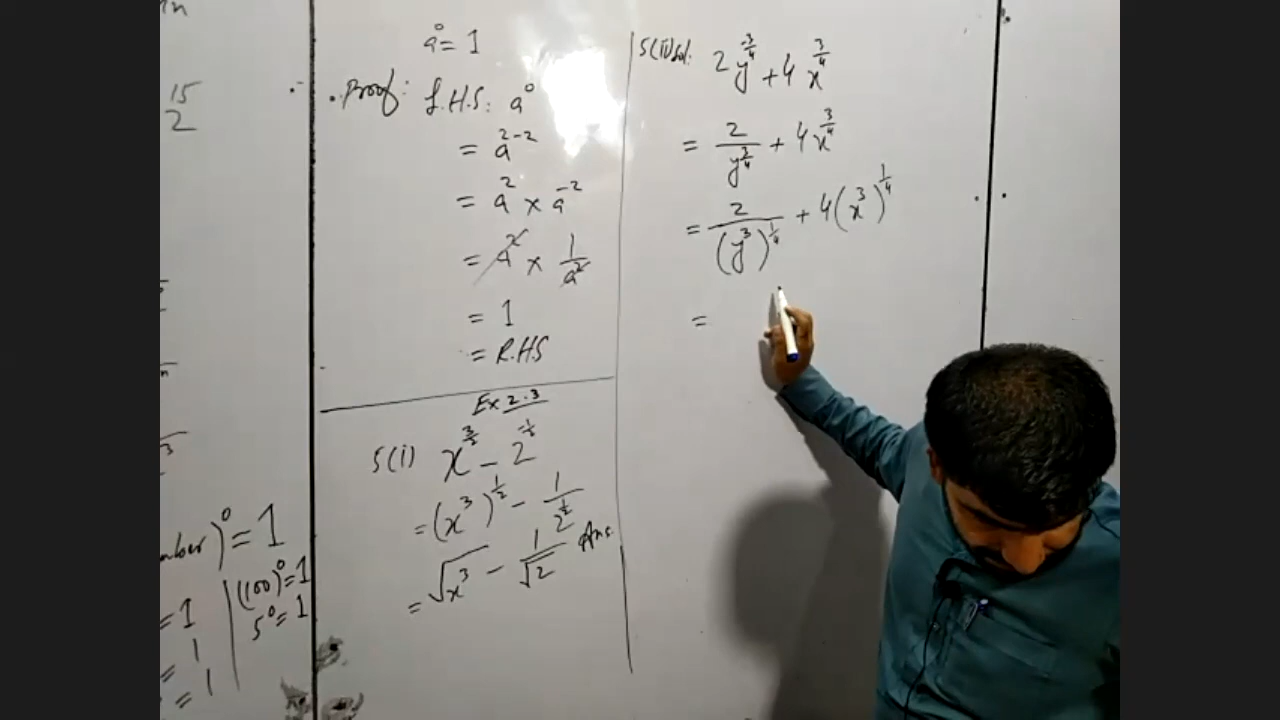 15
2
mber)⁰ = 1
= 1
= 1
= 1
(100)⁰ = 1
5⁰ = 1
a⁰ = 1
Proof: L.H.S: a⁰
= a²⁻²
= a² × a⁻²
= a² × 1/a²
= 1
= R.H.S
Ex 2.3
5(i) x^(3/2) - 2^(-1/2)
= (x³)^(1/2) - 1/2^(1/2)
= √x³ - 1/√2 Ans.
5(ii) Sol: 2y^(-3/4) + 4x^(3/4)
= 2/y^(3/4) + 4x^(3/4)
= 2/(y³)^(1/4) + 4(x³)^(1/4)
=